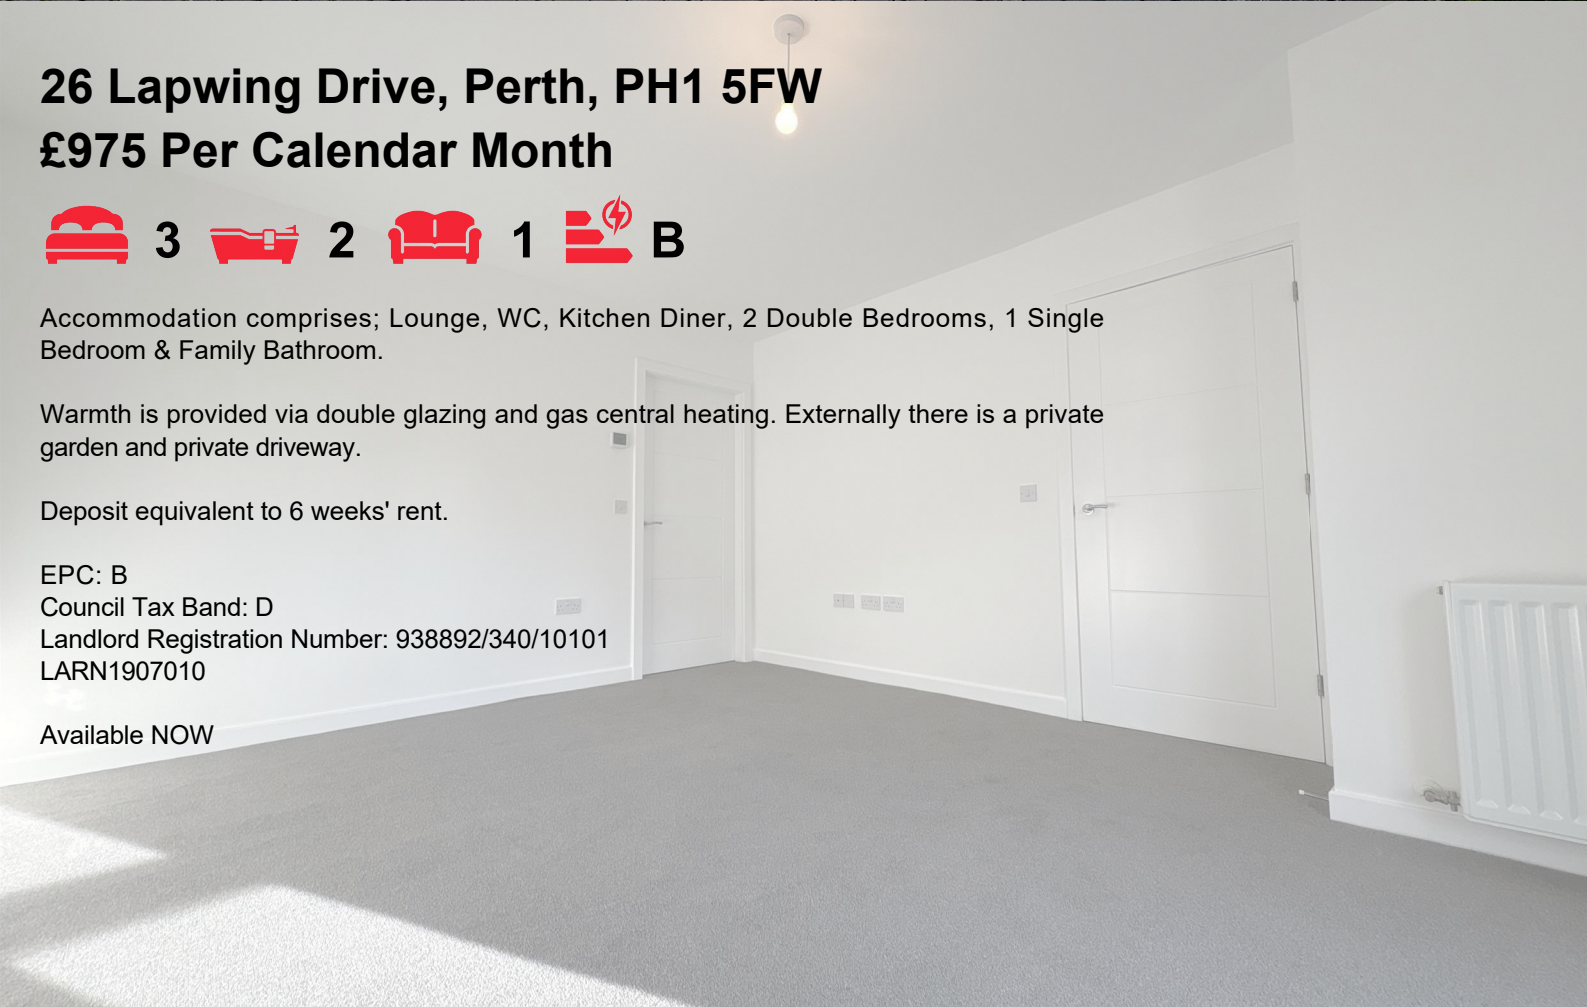 26 Lapwing Drive, Perth, PH1 5FW
£975 Per Calendar Month
3 2 1 B
Accommodation comprises; Lounge, WC, Kitchen Diner, 2 Double Bedrooms, 1 Single
Bedroom & Family Bathroom.
Warmth is provided via double glazing and gas central heating. Externally there is a private
garden and private driveway.
Deposit equivalent to 6 weeks' rent.
EPC: B
Council Tax Band: D
Landlord Registration Number: 938892/340/10101
LARN1907010
Available NOW